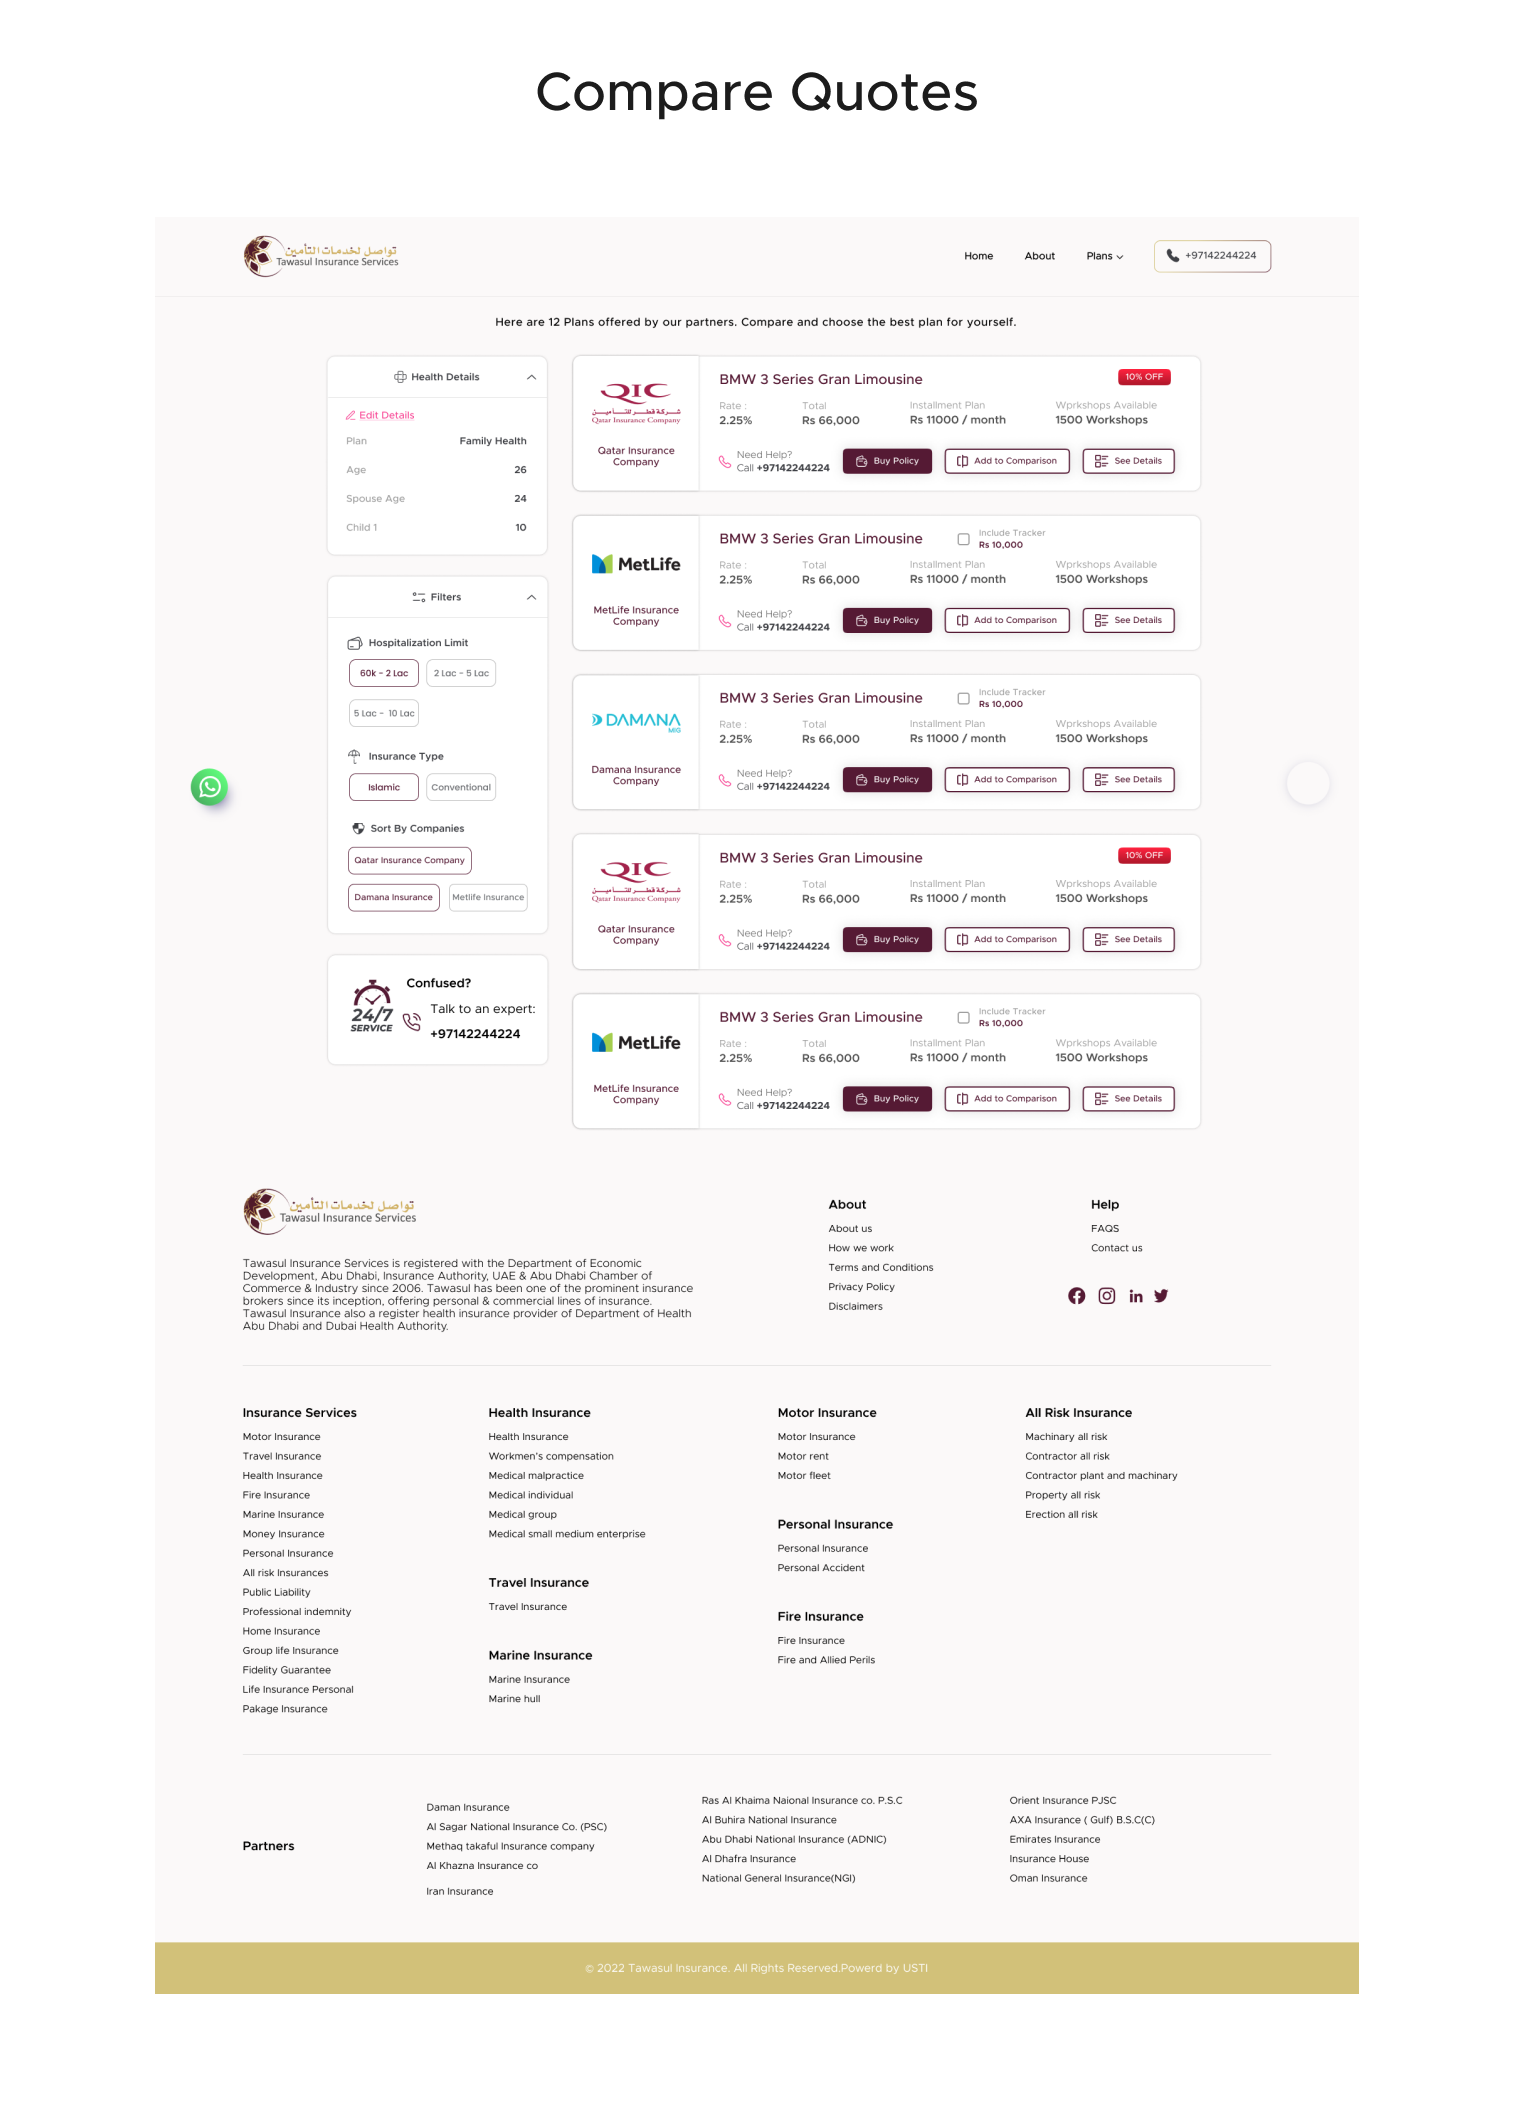 Compare Quotes
تواصل لخدمات التأمين
Tawasul Insurance Services
Home
About
Plans
+97142244224
Here are 12 Plans offered by our partners. Compare and choose the best plan for yourself.
Health Details
Edit Details
Plan Family Health
Age 26
Spouse Age 24
Child 1 10
Filters
Hospitalization Limit
60k - 2 Lac
2 Lac - 5 Lac
5 Lac - 10 Lac
Insurance Type
Islamic
Conventional
Sort By Companies
Qatar Insurance Company
Damana Insurance
Metlife Insurance
24/7
SERVICE
Confused?
Talk to an expert:
+97142244224
QIC
شركة قطر للتأمين
Qatar Insurance Company
Qatar Insurance
Company
BMW 3 Series Gran Limousine
10% OFF
Rate : Total Installment Plan Wprkshops Available
2.25% Rs 66,000 Rs 11000 / month 1500 Workshops
Need Help?
Call +97142244224
Buy Policy
Add to Comparison
See Details
MetLife
MetLife Insurance
Company
BMW 3 Series Gran Limousine
Include Tracker
Rs 10,000
Rate : Total Installment Plan Wprkshops Available
2.25% Rs 66,000 Rs 11000 / month 1500 Workshops
Need Help?
Call +97142244224
Buy Policy
Add to Comparison
See Details
DAMANA
MIG
Damana Insurance
Company
BMW 3 Series Gran Limousine
Include Tracker
Rs 10,000
Rate : Total Installment Plan Wprkshops Available
2.25% Rs 66,000 Rs 11000 / month 1500 Workshops
Need Help?
Call +97142244224
Buy Policy
Add to Comparison
See Details
QIC
شركة قطر للتأمين
Qatar Insurance Company
Qatar Insurance
Company
BMW 3 Series Gran Limousine
10% OFF
Rate : Total Installment Plan Wprkshops Available
2.25% Rs 66,000 Rs 11000 / month 1500 Workshops
Need Help?
Call +97142244224
Buy Policy
Add to Comparison
See Details
MetLife
MetLife Insurance
Company
BMW 3 Series Gran Limousine
Include Tracker
Rs 10,000
Rate : Total Installment Plan Wprkshops Available
2.25% Rs 66,000 Rs 11000 / month 1500 Workshops
Need Help?
Call +97142244224
Buy Policy
Add to Comparison
See Details
تواصل لخدمات التأمين
Tawasul Insurance Services
Tawasul Insurance Services is registered with the Department of Economic
Development, Abu Dhabi, Insurance Authority, UAE & Abu Dhabi Chamber of
Commerce & Industry since 2006. Tawasul has been one of the prominent insurance
brokers since its inception, offering personal & commercial lines of insurance.
Tawasul Insurance also a register health insurance provider of Department of Health
Abu Dhabi and Dubai Health Authority.
About
About us
How we work
Terms and Conditions
Privacy Policy
Disclaimers
Help
FAQS
Contact us
Insurance Services
Motor Insurance
Travel Insurance
Health Insurance
Fire Insurance
Marine Insurance
Money Insurance
Personal Insurance
All risk Insurances
Public Liability
Professional indemnity
Home Insurance
Group life Insurance
Fidelity Guarantee
Life Insurance Personal
Pakage Insurance
Health Insurance
Health Insurance
Workmen's compensation
Medical malpractice
Medical individual
Medical group
Medical small medium enterprise
Travel Insurance
Travel Insurance
Marine Insurance
Marine Insurance
Marine hull
Motor Insurance
Motor Insurance
Motor rent
Motor fleet
Personal Insurance
Personal Insurance
Personal Accident
Fire Insurance
Fire Insurance
Fire and Allied Perils
All Risk Insurance
Machinary all risk
Contractor all risk
Contractor plant and machinary
Property all risk
Erection all risk
Partners
Daman Insurance
Al Sagar National Insurance Co. (PSC)
Methaq takaful Insurance company
Al Khazna Insurance co
Iran Insurance
Ras Al Khaima Naional Insurance co. P.S.C
Al Buhira National Insurance
Abu Dhabi National Insurance (ADNIC)
Al Dhafra Insurance
National General Insurance(NGI)
Orient Insurance PJSC
AXA Insurance ( Gulf) B.S.C(C)
Emirates Insurance
Insurance House
Oman Insurance
© 2022 Tawasul Insurance. All Rights Reserved.Powerd by USTI